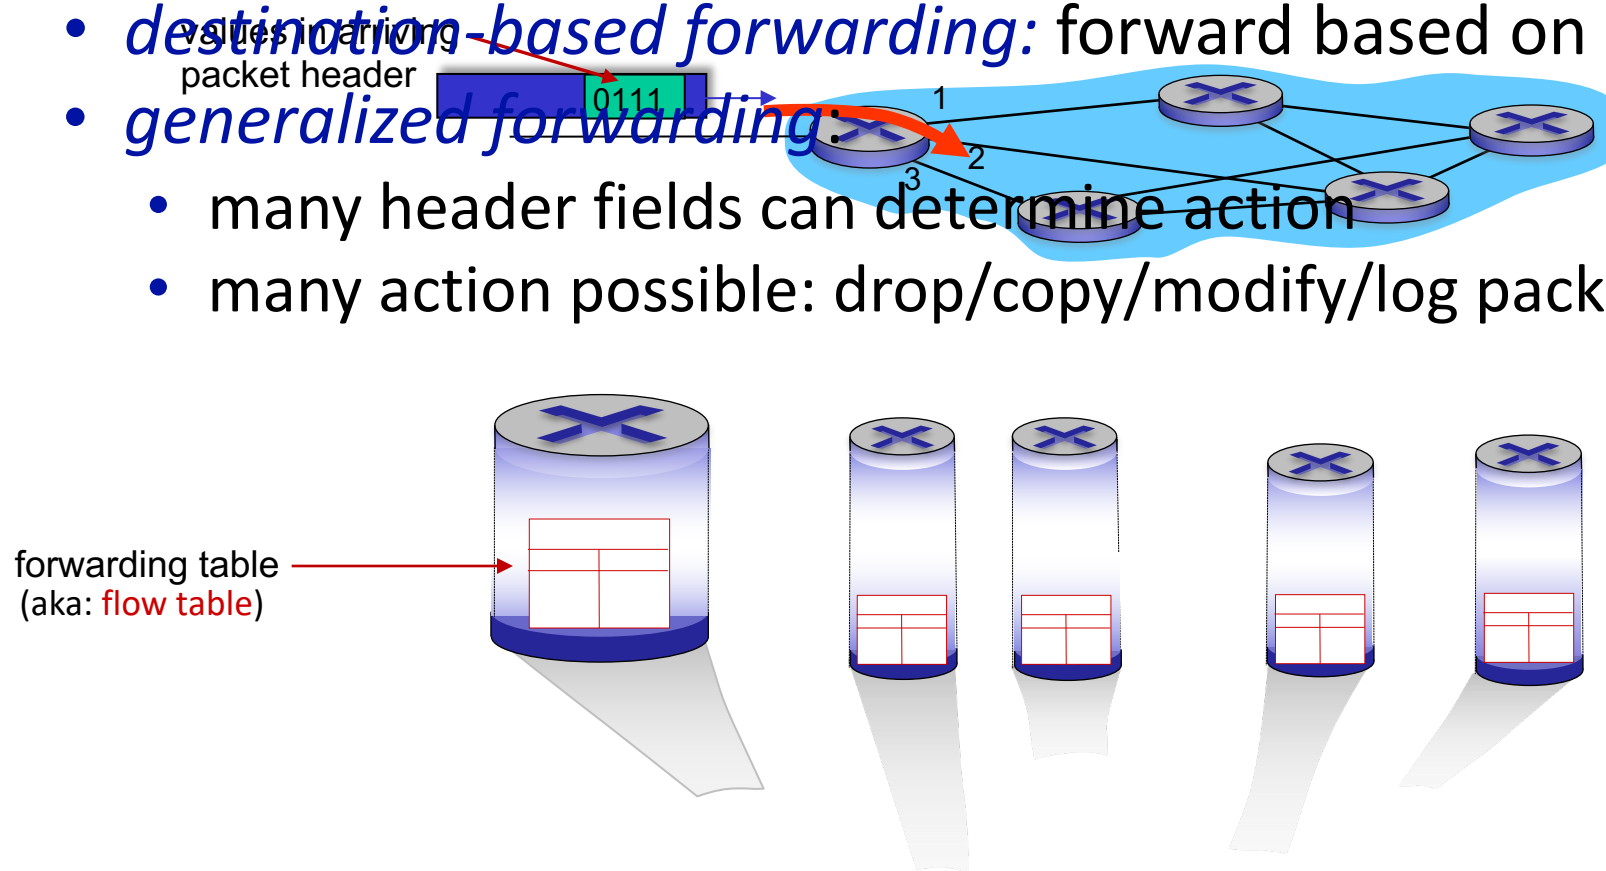 • destination-based forwarding: forward based on
values in arriving
packet header
0111
• generalized forwarding:
1
2
3
• many header fields can determine action
• many action possible: drop/copy/modify/log pack
forwarding table
(aka: flow table)